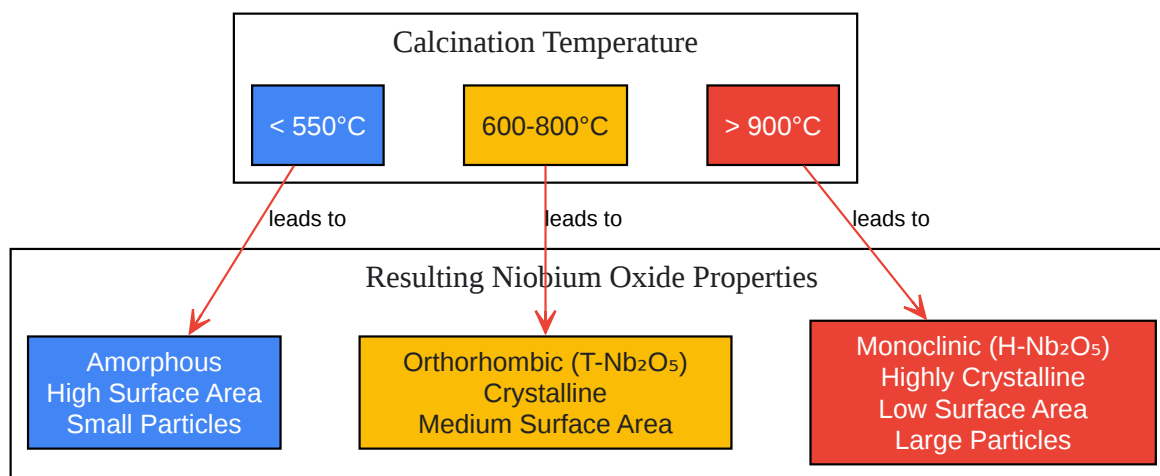 Calcination Temperature
< 550°C
600-800°C
> 900°C
leads to
leads to
leads to
Resulting Niobium Oxide Properties
Amorphous
High Surface Area
Small Particles
Orthorhombic (T-Nb₂O₅)
Crystalline
Medium Surface Area
Monoclinic (H-Nb₂O₅)
Highly Crystalline
Low Surface Area
Large Particles